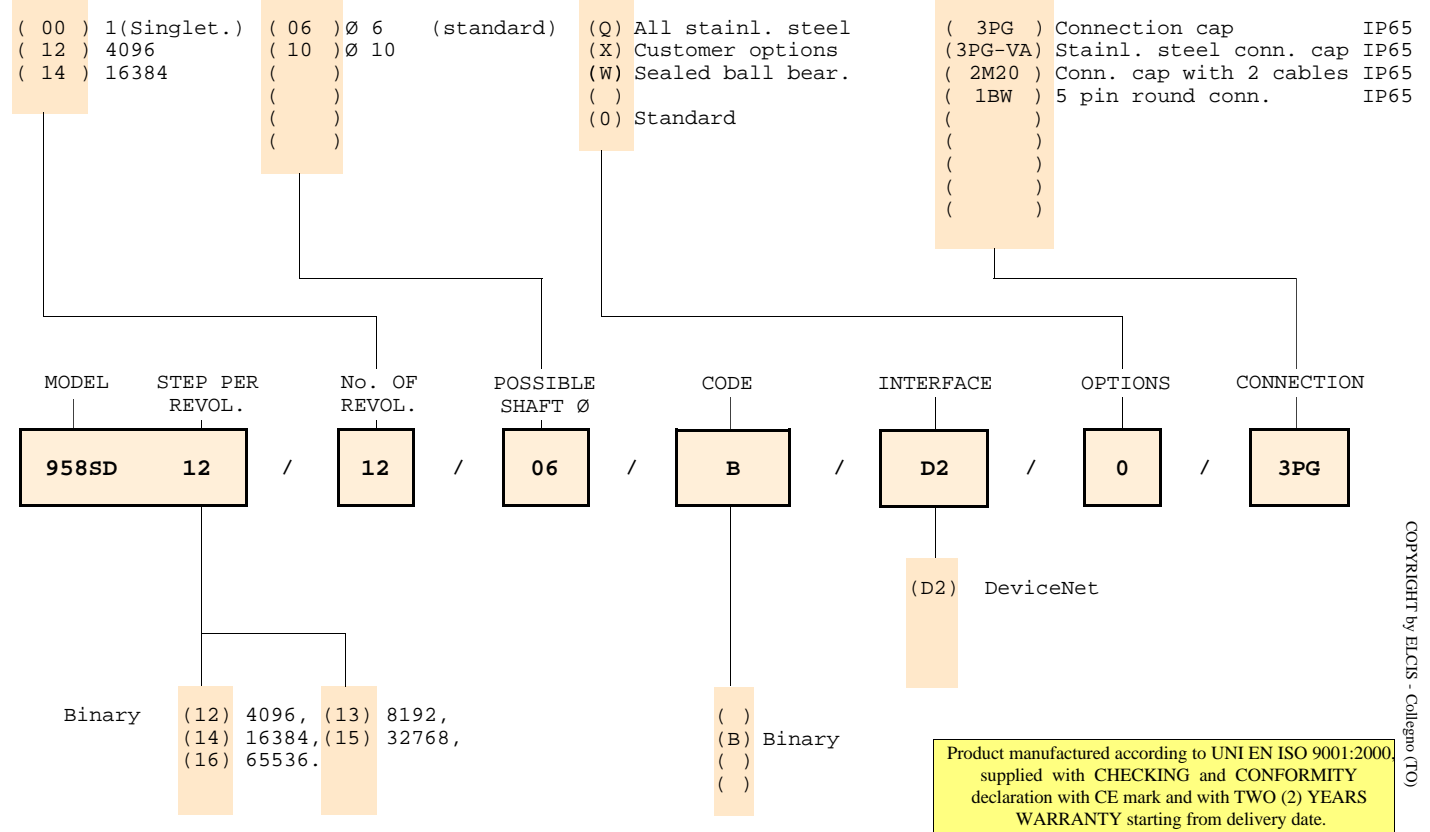 ( 00 ) 1(Singlet.)
( 12 ) 4096
( 14 ) 16384
( 06 )Ø 6 (standard)
( 10 )Ø 10
( )
( )
( )
( )
(Q) All stainl. steel
(X) Customer options
(W) Sealed ball bear.
( )
(0) Standard
( 3PG ) Connection cap IP65
(3PG-VA) Stainl. steel conn. cap IP65
( 2M20 ) Conn. cap with 2 cables IP65
( 1BW ) 5 pin round conn. IP65
( )
( )
( )
( )
( )
MODEL
STEP PER
REVOL.
No. OF
REVOL.
POSSIBLE
SHAFT Ø
CODE
INTERFACE
OPTIONS
CONNECTION
958SD 12 / 12 / 06 / B / D2 / 0 / 3PG
(D2) DeviceNet
Binary (12) 4096, (13) 8192,
(14) 16384,(15) 32768,
(16) 65536.
( )
(B) Binary
( )
( )
Product manufactured according to UNI EN ISO 9001:2000,
supplied with CHECKING and CONFORMITY
declaration with CE mark and with TWO (2) YEARS
WARRANTY starting from delivery date.
COPYRIGHT by ELCIS - Collegno (TO)